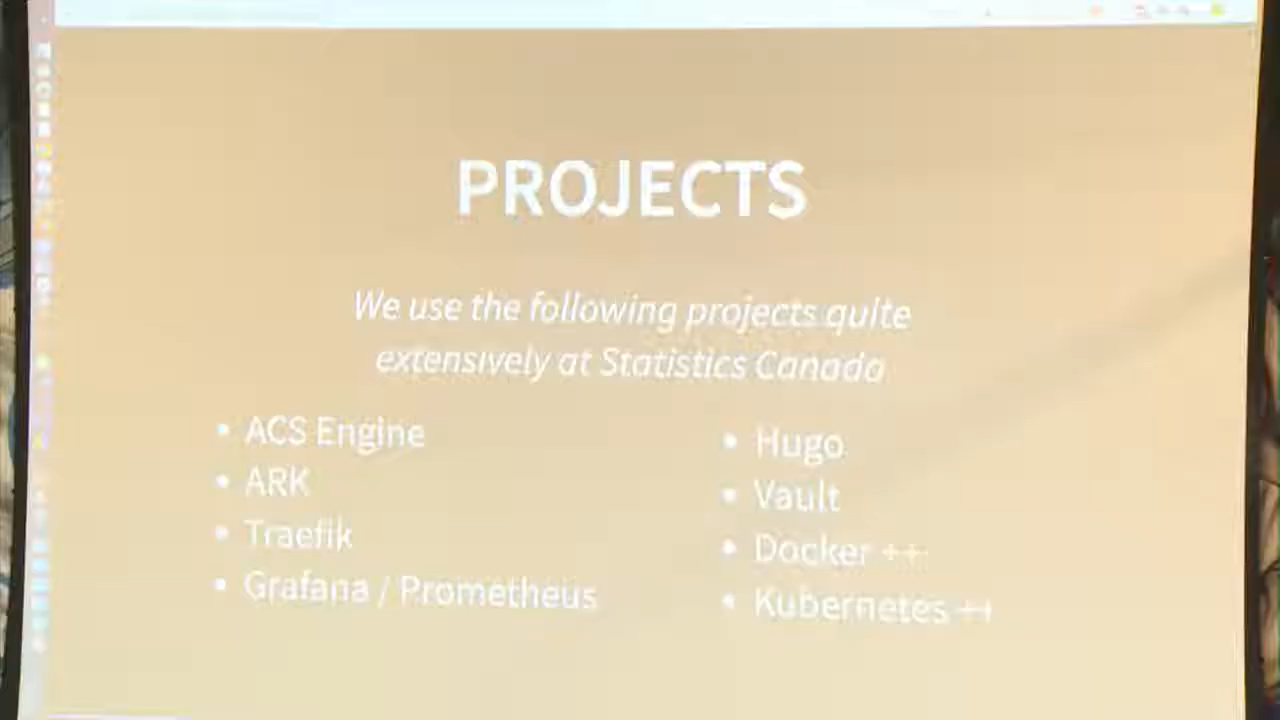 PROJECTS
We use the following projects quite
extensively at Statistics Canada
• ACS Engine
• ARK
• Traefik
• Grafana / Prometheus
• Hugo
• Vault
• Docker ++
• Kubernetes ++